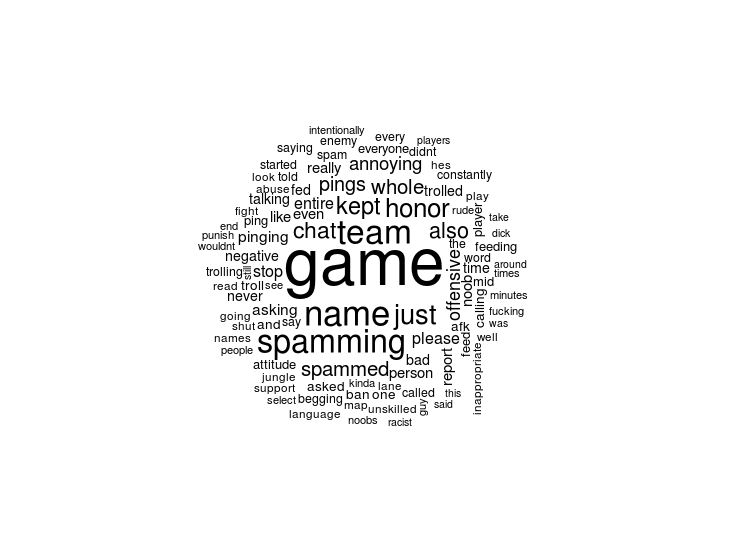 intentionally
enemy every players
saying spam everyone didnt
started really annoying hes
look told pings whole constantly
abuse fed trolled play
talking entire kept honor rude
fight ping like even player take
end chat team also dick
punish pinging the
wouldnt game offensive feeding
negative word
trolling still stop time around
read troll see noob mid times
never calling minutes
asking name just fucking
going shut and say afk was
names spamming please feed well
people bad report
attitude spammed person inappropriate
jungle asked kinda lane
support ban one called this
select begging map unskilled guy said
language noobs racist